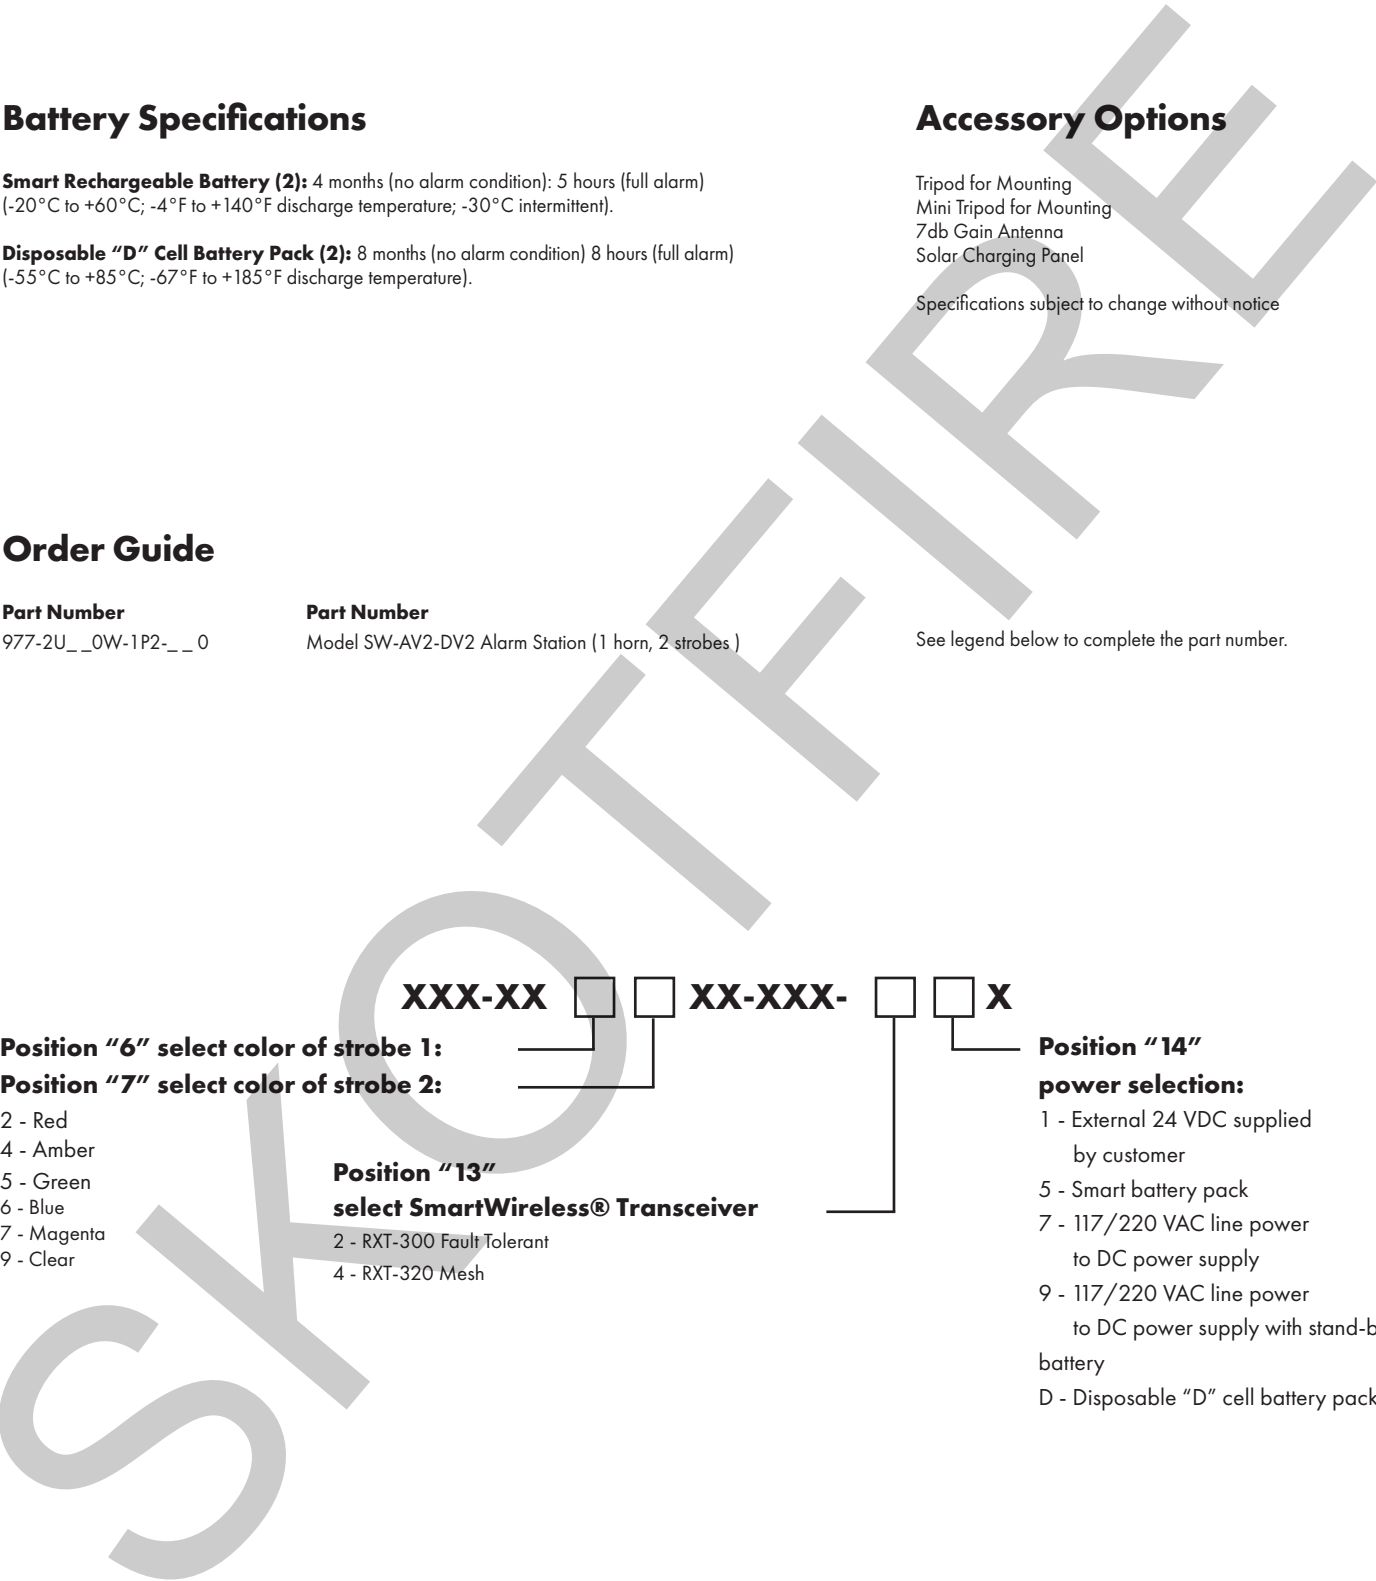 Battery Specifications
Smart Rechargeable Battery (2): 4 months (no alarm condition): 5 hours (full alarm)
(-20°C to +60°C; -4°F to +140°F discharge temperature; -30°C intermittent).
Disposable “D” Cell Battery Pack (2): 8 months (no alarm condition) 8 hours (full alarm)
(-55°C to +85°C; -67°F to +185°F discharge temperature).
Accessory Options
Tripod for Mounting
Mini Tripod for Mounting
7db Gain Antenna
Solar Charging Panel
Specifications subject to change without notice
Order Guide
Part Number
977-2U_ _0W-1P2-_ _ 0
Part Number
Model SW-AV2-DV2 Alarm Station (1 horn, 2 strobes )
See legend below to complete the part number.
XXX-XX XX-XXX- X
Position “6” select color of strobe 1:
Position “7” select color of strobe 2:
2 - Red
4 - Amber
5 - Green
6 - Blue
7 - Magenta
9 - Clear
Position “13”
select SmartWireless® Transceiver
2 - RXT-300 Fault Tolerant
4 - RXT-320 Mesh
Position “14”
power selection:
1 - External 24 VDC supplied
by customer
5 - Smart battery pack
7 - 117/220 VAC line power
to DC power supply
9 - 117/220 VAC line power
to DC power supply with stand-b
battery
D - Disposable “D” cell battery pack
SKOTFIRE